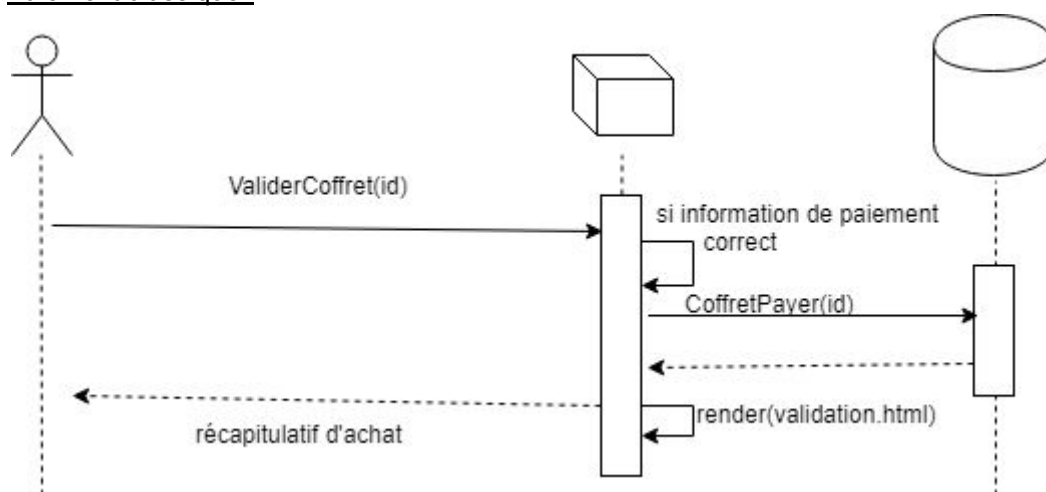 ValiderCoffret(id)
si information de paiement
correct
CoffretPayer(id)
render(validation.html)
récapitulatif d'achat